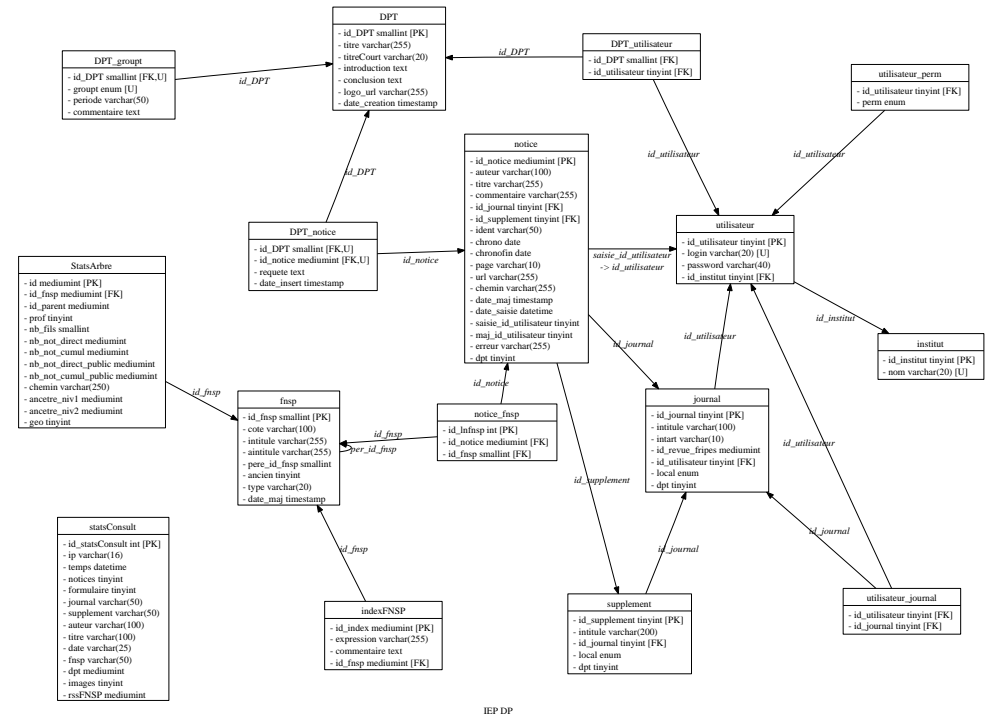 DPT
- id_DPT smallint [PK]
- titre varchar(255)
- titreCourt varchar(20)
- introduction text
- conclusion text
- logo_url varchar(255)
- date_creation timestamp
DPT_groupt
- id_DPT smallint [FK,U]
- groupt enum [U]
- periode varchar(50)
- commentaire text
id_DPT
DPT_utilisateur
- id_DPT smallint [FK]
- id_utilisateur tinyint [FK]
id_DPT
utilisateur_perm
- id_utilisateur tinyint [FK]
- perm enum
id_utilisateur
id_utilisateur
notice
- id_notice mediumint [PK]
- auteur varchar(100)
- titre varchar(255)
- commentaire varchar(255)
- id_journal tinyint [FK]
- id_supplement tinyint [FK]
- ident varchar(50)
- chrono date
- chronofin date
- page varchar(10)
- url varchar(255)
- chemin varchar(255)
- date_maj timestamp
- date_saisie datetime
- saisie_id_utilisateur tinyint
- maj_id_utilisateur tinyint
- erreur varchar(255)
- dpt tinyint
id_DPT
DPT_notice
- id_DPT smallint [FK,U]
- id_notice mediumint [FK,U]
- requete text
- date_insert timestamp
id_notice
utilisateur
- id_utilisateur tinyint [PK]
- login varchar(20) [U]
- password varchar(40)
- id_institut tinyint [FK]
saisie_id_utilisateur
-> id_utilisateur
StatsArbre
- id mediumint [PK]
- id_fnsp mediumint [FK]
- id_parent mediumint
- prof tinyint
- nb_fils smallint
- nb_not_direct mediumint
- nb_not_cumul mediumint
- nb_not_direct_public mediumint
- nb_not_cumul_public mediumint
- chemin varchar(250)
- ancetre_niv1 mediumint
- ancetre_niv2 mediumint
- geo tinyint
id_institut
institut
- id_institut tinyint [PK]
- nom varchar(20) [U]
id_utilisateur
id_journal
id_notice
id_fnsp
fnsp
- id_fnsp smallint [PK]
- cote varchar(100)
- intitule varchar(255)
- aintitule varchar(255)
- pere_id_fnsp smallint
- ancien tinyint
- type varchar(20)
- date_maj timestamp
id_fnsp
per_id_fnsp
notice_fnsp
- id_lnfnsp int [PK]
- id_notice mediumint [FK]
- id_fnsp smallint [FK]
journal
- id_journal tinyint [PK]
- intitule varchar(100)
- intart varchar(10)
- id_revue_fripes mediumint
- id_utilisateur tinyint [FK]
- local enum
- dpt tinyint
id_utilisateur
id_supplement
statsConsult
- id_statsConsult int [PK]
- ip varchar(16)
- temps datetime
- notices tinyint
- formulaire tinyint
- journal varchar(50)
- supplement varchar(50)
- auteur varchar(100)
- titre varchar(100)
- date varchar(25)
- fnsp varchar(50)
- dpt mediumint
- images tinyint
- rssFNSP mediumint
id_fnsp
id_journal
id_journal
indexFNSP
- id_index mediumint [PK]
- expression varchar(255)
- commentaire text
- id_fnsp mediumint [FK]
supplement
- id_supplement tinyint [PK]
- intitule varchar(200)
- id_journal tinyint [FK]
- local enum
- dpt tinyint
utilisateur_journal
- id_utilisateur tinyint [FK]
- id_journal tinyint [FK]
IEP DP